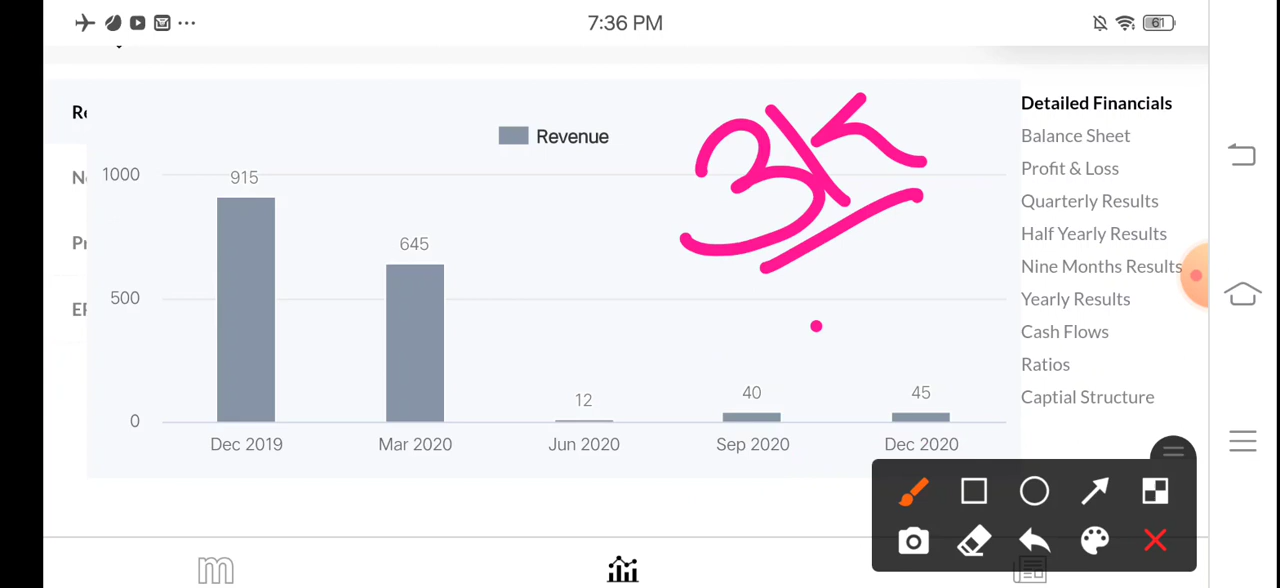 7:36 PM
61
Detailed Financials
Revenue
3K
Balance Sheet
1000
915
Profit & Loss
Quarterly Results
645
Half Yearly Results
Nine Months Results
500
Yearly Results
Cash Flows
Ratios
12
40
45
Captial Structure
0
Dec 2019
Mar 2020
Jun 2020
Sep 2020
Dec 2020
m